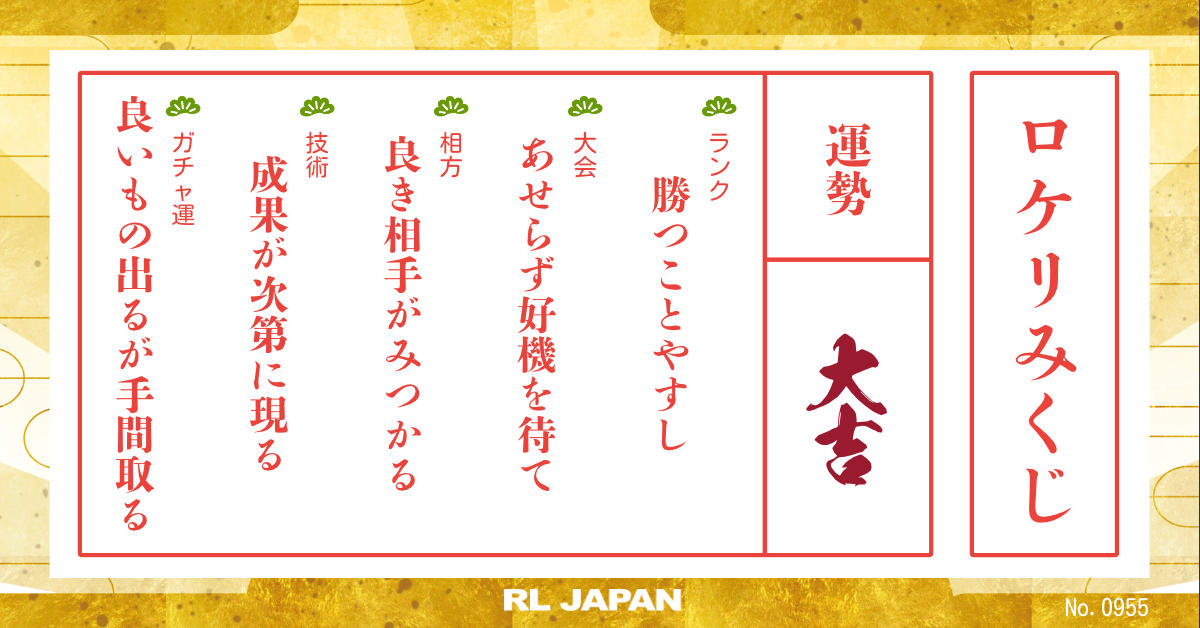 ロケリみくじ
運勢
大吉
ランク
勝つことやすし
大会
あせらず好機を待て
相方
良き相手がみつかる
技術
成果が次第に現る
ガチャ運
良いもの出るが手間取る
RL JAPAN
No. 0955